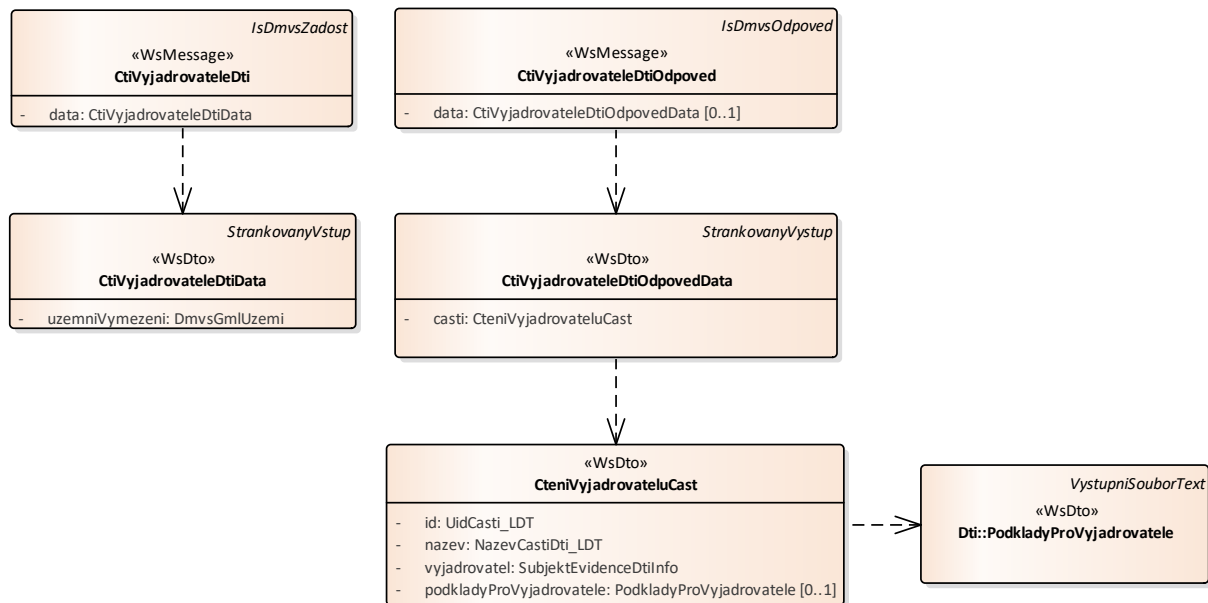 IsDmvsZadost
«WsMessage»
CtiVyjadrovateleDti
- data: CtiVyjadrovateleDtiData
IsDmvsOdpoved
«WsMessage»
CtiVyjadrovateleDtiOdpoved
- data: CtiVyjadrovateleDtiOdpovedData [0..1]
StrankovanyVstup
«WsDto»
CtiVyjadrovateleDtiData
- uzemniVymezeni: DmvsGmlUzemi
StrankovanyVystup
«WsDto»
CtiVyjadrovateleDtiOdpovedData
- casti: CteniVyjadrovateluCast
«WsDto»
CteniVyjadrovateluCast
- id: UidCasti_LDT
- nazev: NazevCastiDti_LDT
- vyjadrovatel: SubjektEvidenceDtiInfo
- podkladyProVyjadrovatele: PodkladyProVyjadrovatele [0..1]
VystupniSouborText
«WsDto»
Dti::PodkladyProVyjadrovatele